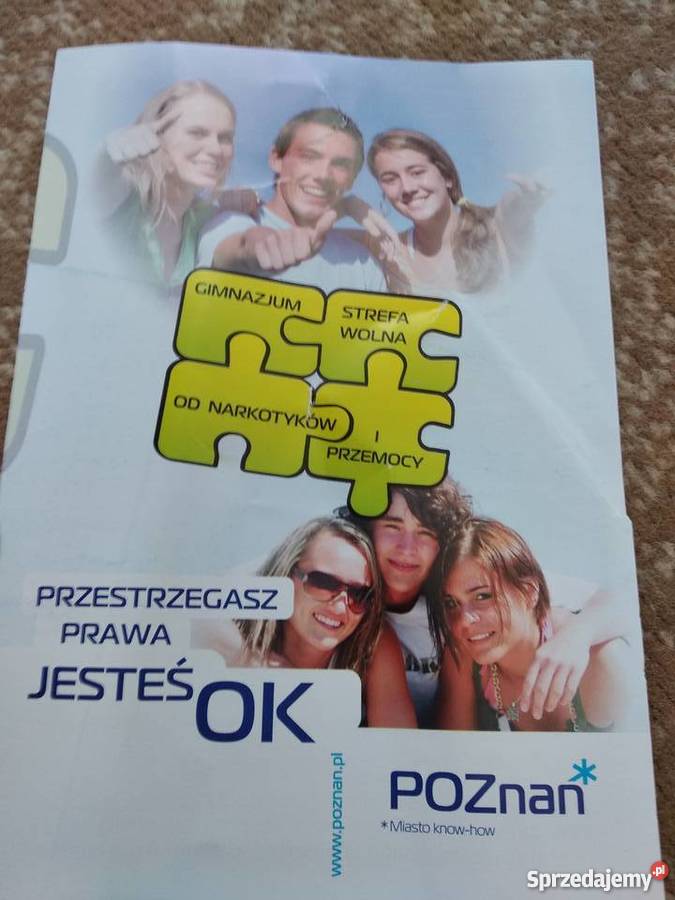 GIMNAZJUM
STREFA
WOLNA
OD NARKOTYKÓW
I
PRZEMOCY
PRZESTRZEGASZ
PRAWA
JESTEŚ OK
www.poznan.pl
POZnan*
*Miasto know-how
Sprzedajemy.pl